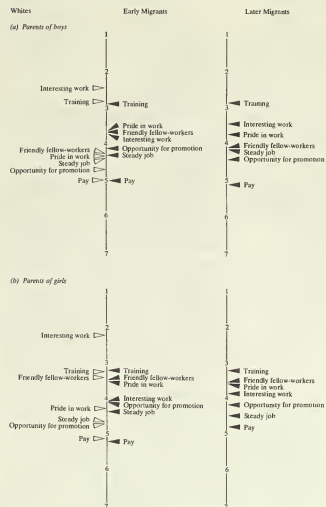 Whites Early Migrants Later Migrants
(a) Parents of boys
1 1
2 2
Interesting work
Training Training Training
3 3
Interesting work
Pride in work
Friendly fellow-workers Pride in work
Interesting work
4 4
Friendly fellow-workers Opportunity for promotion Friendly fellow-workers
Pride in work Steady job Steady job
Steady job Opportunity for promotion
Opportunity for promotion
Pay 5 Pay 5 Pay
6 6
7 7
(b) Parents of girls
1 1
2 2
Interesting work
3 3
Training Training Training
Friendly fellow-workers Friendly fellow-workers Friendly fellow-workers
Pride in work Pride in work
Interesting work
4 Interesting work 4
Pride in work Opportunity for promotion Opportunity for promotion
Steady job Steady job
Steady job
Opportunity for promotion
5 5 Pay
Pay Pay
6 6
7 7